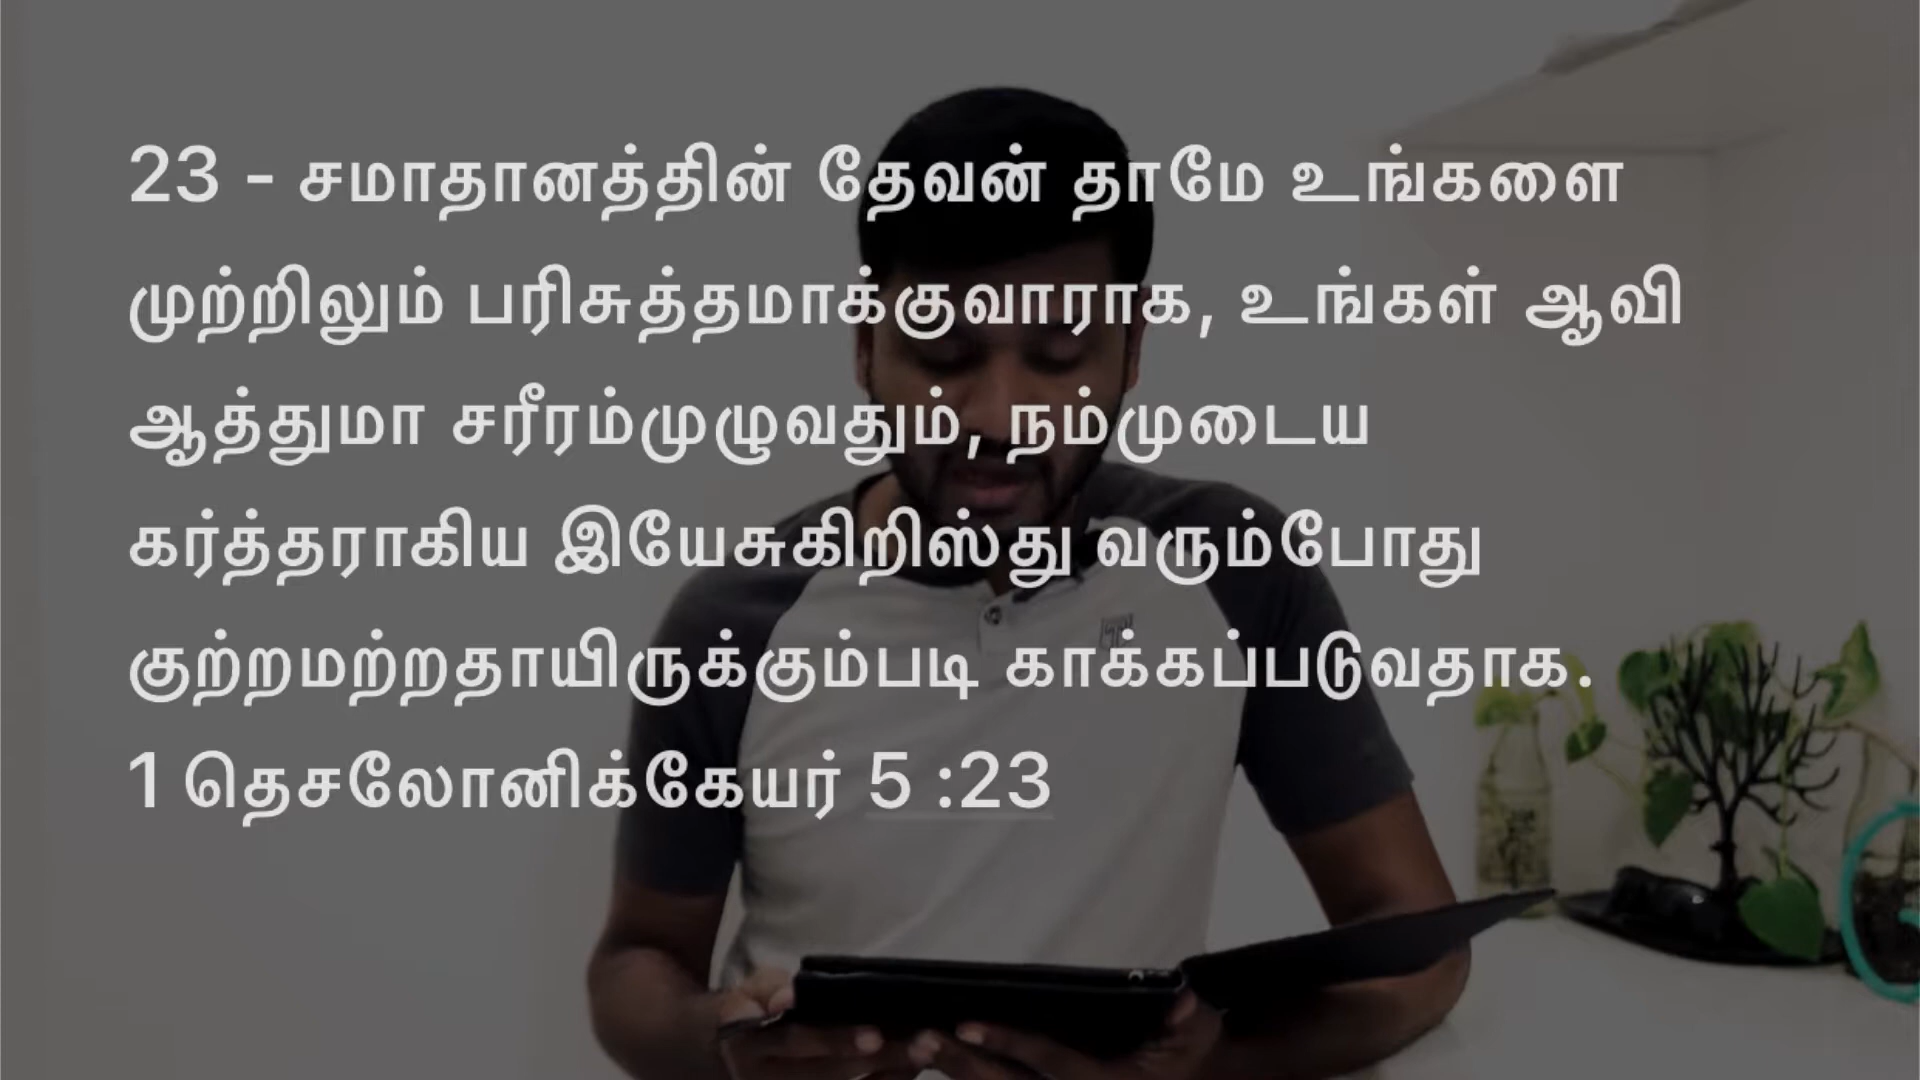 23 - சமாதானத்தின் தேவன் தாமே உங்களை
முற்றிலும் பரிசுத்தமாக்குவாராக, உங்கள் ஆவி
ஆத்துமா சரீரம்முழுவதும், நம்முடைய
கர்த்தராகிய இயேசுகிறிஸ்து வரும்போது
குற்றமற்றதாயிருக்கும்படி காக்கப்படுவதாக.
1 தெசலோனிக்கேயர் 5 :23